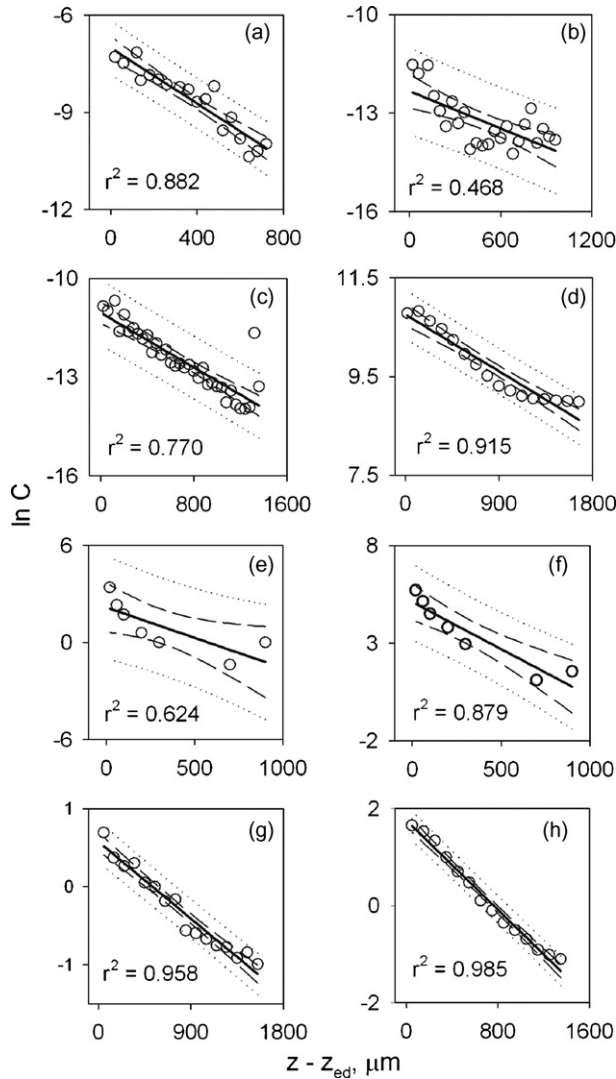 (a)
-6
-9
-12
r² = 0.882
0 400 800
(b)
-10
-13
-16
r² = 0.468
0 600 1200
(c)
-10
-13
-16
r² = 0.770
0 800 1600
(d)
11.5
9.5
7.5
r² = 0.915
0 900 1800
ln C
(e)
6
0
-6
r² = 0.624
0 500 1000
(f)
8
3
-2
r² = 0.879
0 500 1000
(g)
1
0
-1
r² = 0.958
0 900 1800
(h)
2
0
-2
r² = 0.985
0 800 1600
z - zed, μm